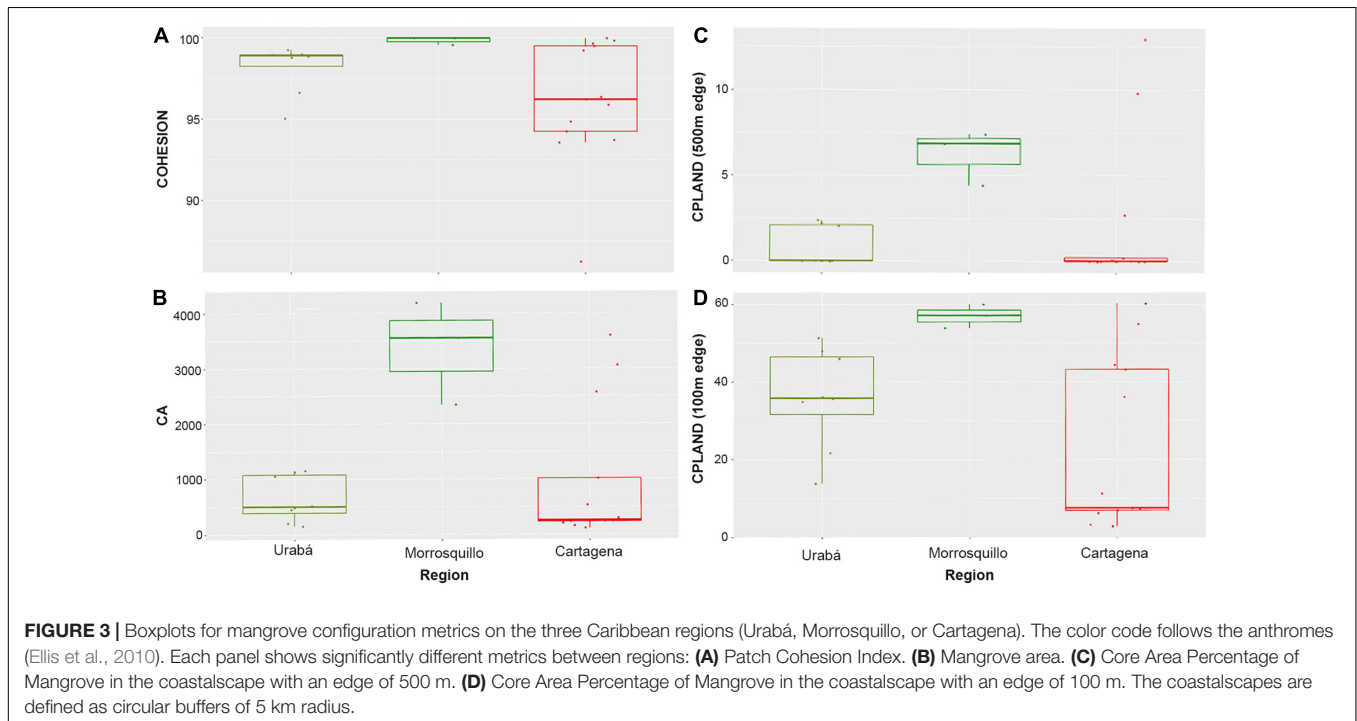 A
COHESION
100
95
90
B
CA
4000
3000
2000
1000
0
Urabá
Morrosquillo
Cartagena
Region
C
CPLAND (500m edge)
10
5
0
D
CPLAND (100m edge)
60
40
20
0
Urabá
Morrosquillo
Cartagena
Region
FIGURE 3 | Boxplots for mangrove configuration metrics on the three Caribbean regions (Urabá, Morrosquillo, or Cartagena). The color code follows the anthromes
(Ellis et al., 2010). Each panel shows significantly different metrics between regions: (A) Patch Cohesion Index. (B) Mangrove area. (C) Core Area Percentage of
Mangrove in the coastalscape with an edge of 500 m. (D) Core Area Percentage of Mangrove in the coastalscape with an edge of 100 m. The coastalscapes are
defined as circular buffers of 5 km radius.